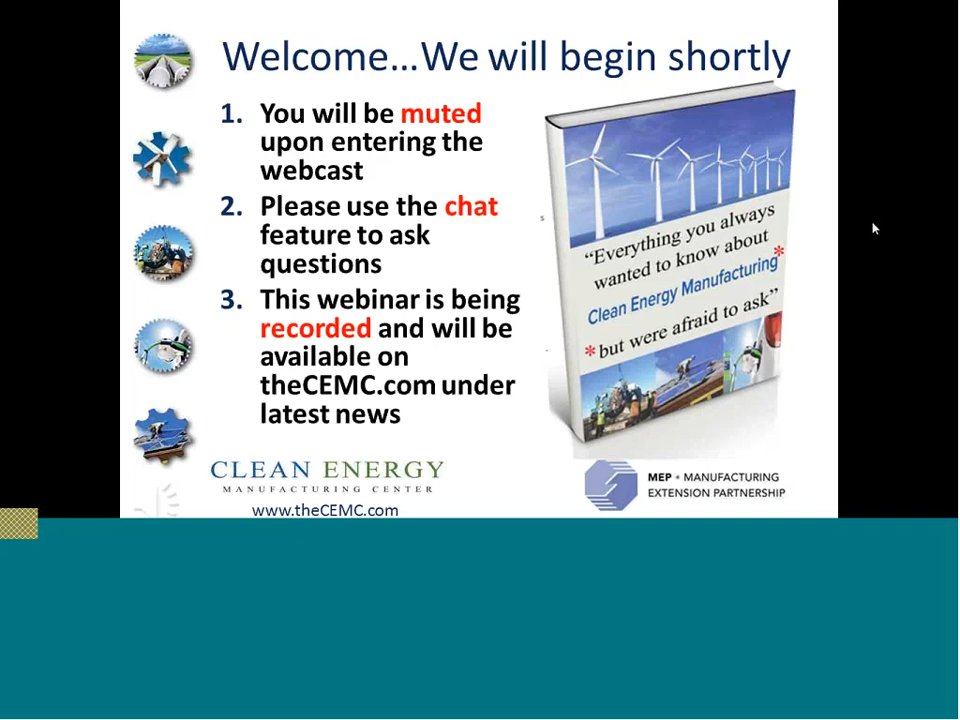 Welcome...We will begin shortly
1. You will be muted
upon entering the
webcast
2. Please use the chat
feature to ask
questions
3. This webinar is being
recorded and will be
available on
theCEMC.com under
latest news
“Everything you always
wanted to know about
Clean Energy Manufacturing*
*but were afraid to ask”
CLEAN ENERGY
MANUFACTURING CENTER
www.theCEMC.com
MEP • MANUFACTURING
EXTENSION PARTNERSHIP